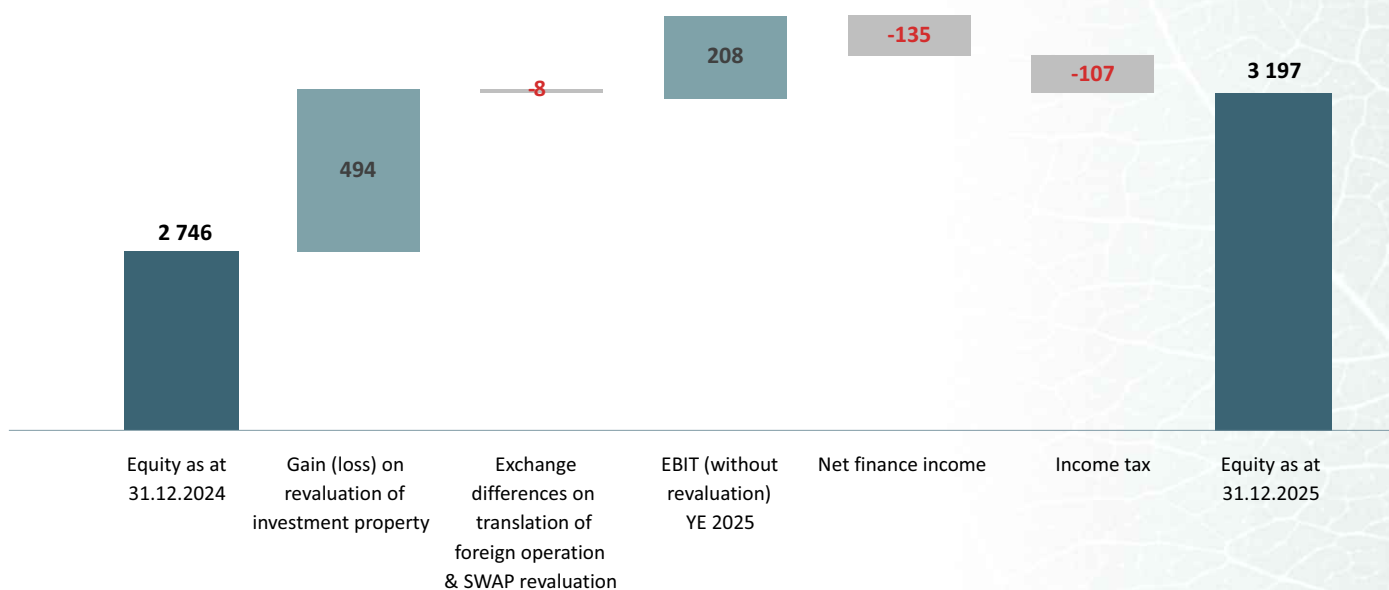 2 746
494
-8
208
-135
-107
3 197
Equity as at
31.12.2024
Gain (loss) on
revaluation of
investment property
Exchange
differences on
translation of
foreign operation
& SWAP revaluation
EBIT (without
revaluation)
YE 2025
Net finance income
Income tax
Equity as at
31.12.2025